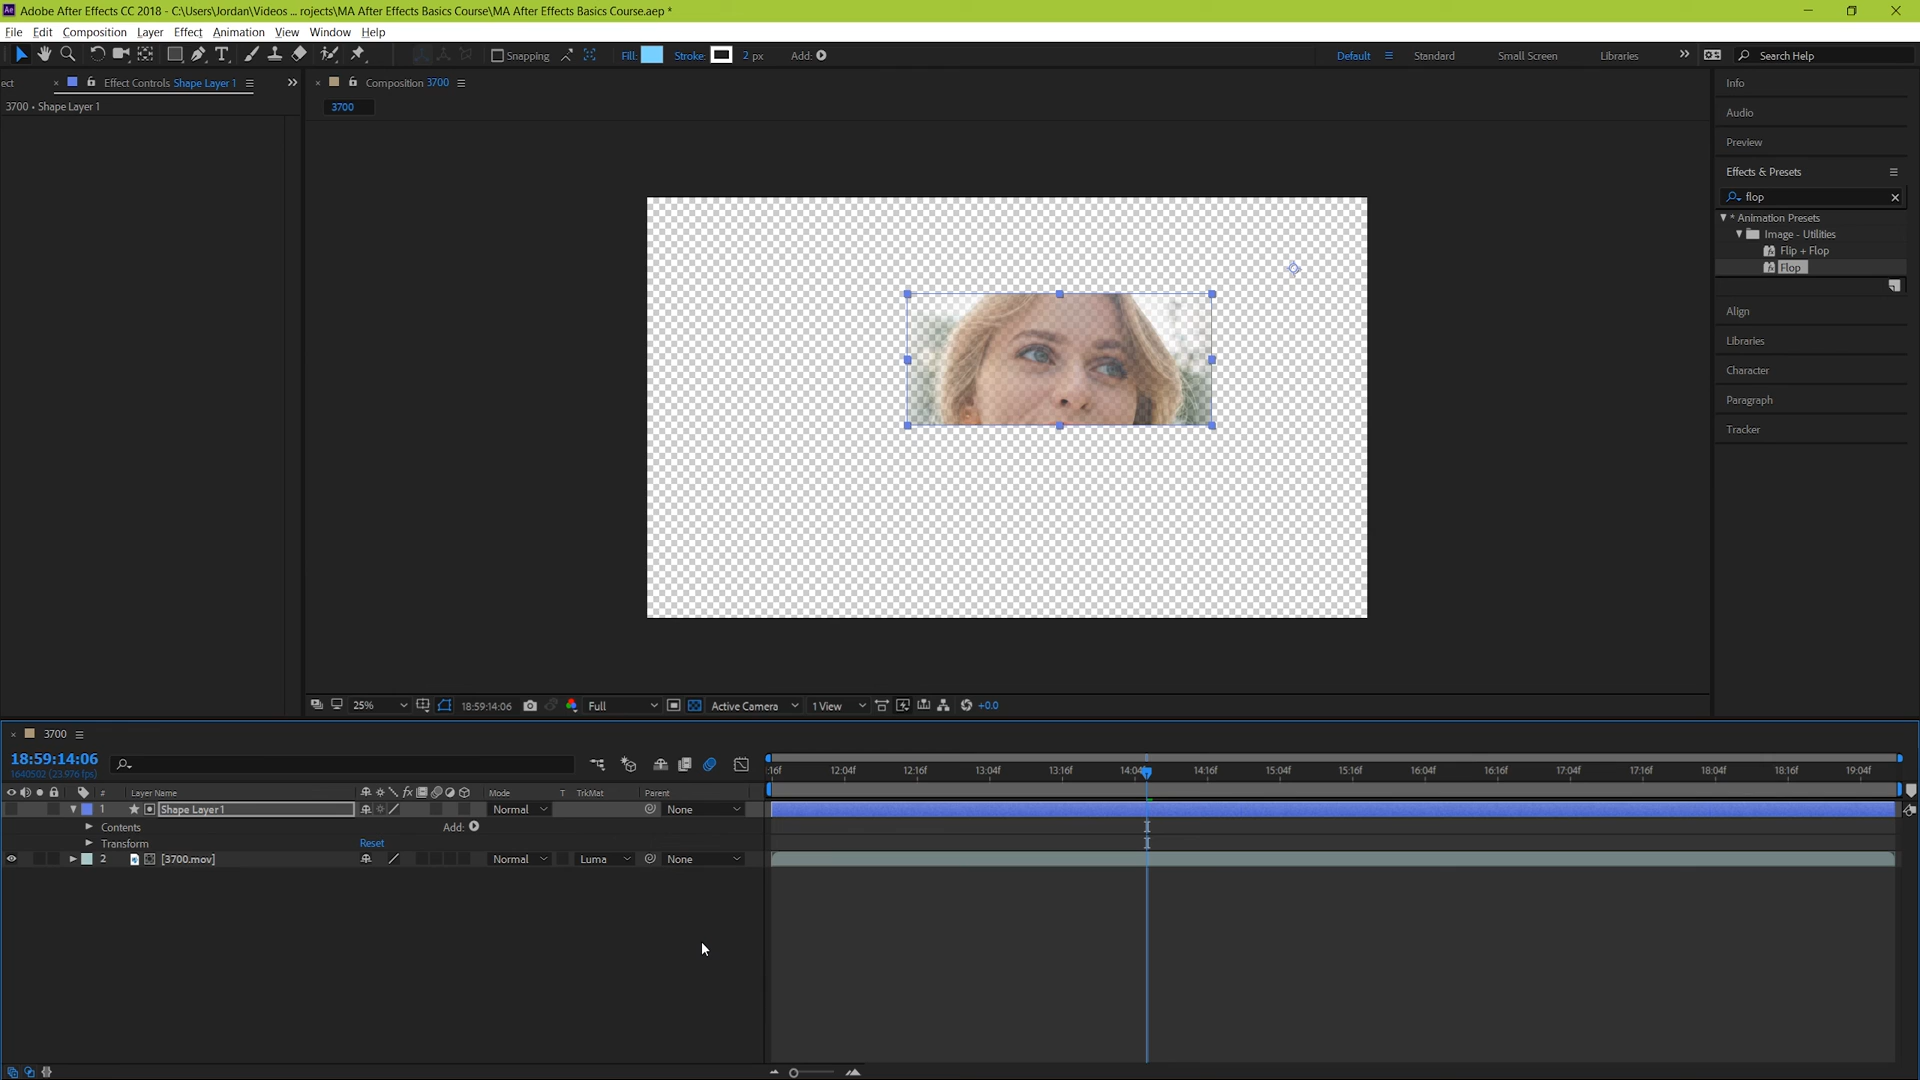 Adobe After Effects CC 2018 - C:\Users\Jordan\Videos ... rojects\MA After Effects Basics Course\MA After Effects Basics Course.aep *
File Edit Composition Layer Effect Animation View Window Help
Snapping Fill: Stroke: 2 px Add: Default Standard Small Screen Libraries Search Help
ect Effect Controls Shape Layer 1 Composition 3700 Info
3700 • Shape Layer 1 3700
Audio
Preview
Effects & Presets
flop
* Animation Presets
Image - Utilities
Flip + Flop
Flop
Align
Libraries
Character
Paragraph
Tracker
25% 18:59:14:06 Full Active Camera 1 View +0.0
3700
18:59:14:06
1640502 (23.976 fps)
:16f 12:04f 12:16f 13:04f 13:16f 14:04f 14:16f 15:04f 15:16f 16:04f 16:16f 17:04f 17:16f 18:04f 18:16f 19:04f
# Layer Name fx Mode T TrkMat Parent
1 Shape Layer 1 Normal None
Contents Add:
Transform Reset
2 [3700.mov] Normal Luma None